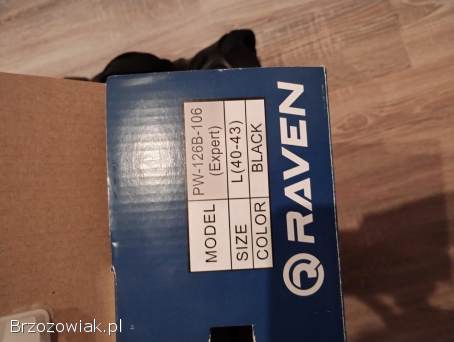 MODEL PW-126B-106
(Expert)
SIZE L(40-43)
COLOR BLACK
RAVEN
Brzozowiak.pl